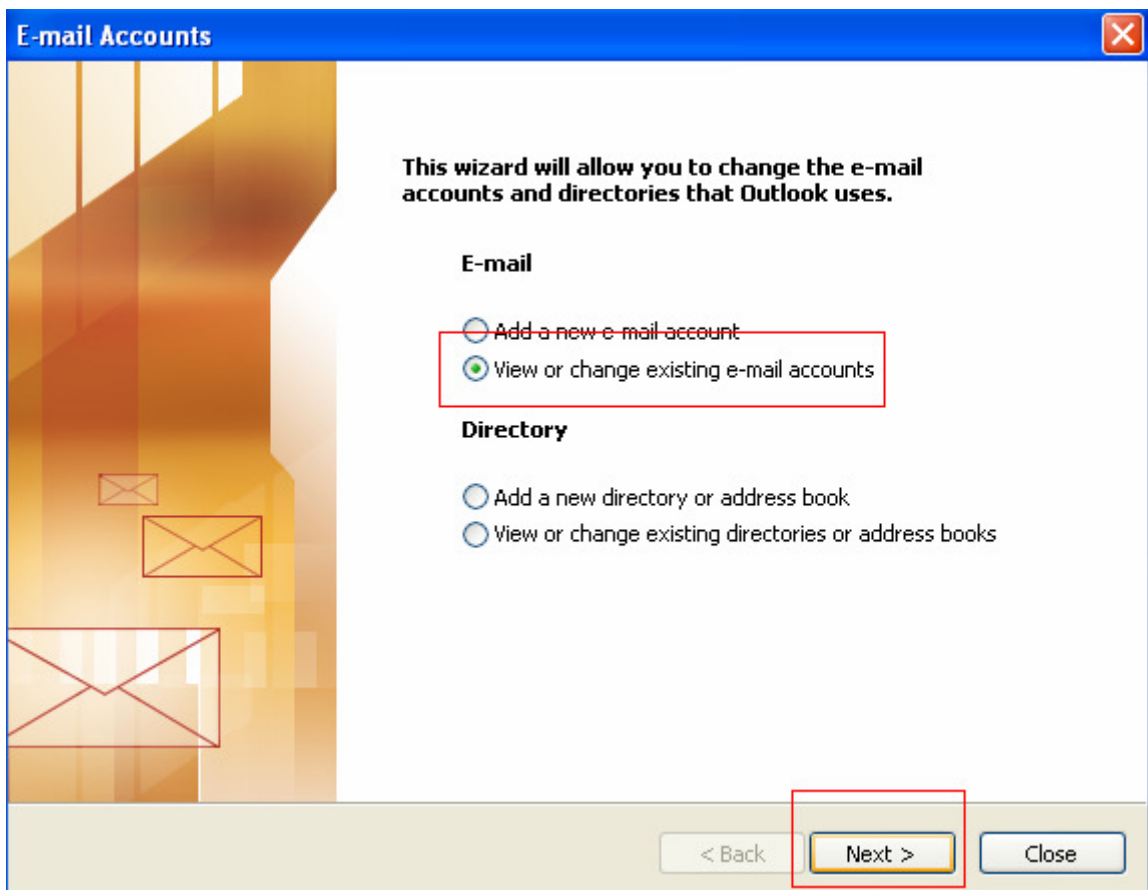 E-mail Accounts
This wizard will allow you to change the e-mail
accounts and directories that Outlook uses.
E-mail
Add a new e-mail account
View or change existing e-mail accounts
Directory
Add a new directory or address book
View or change existing directories or address books
< Back Next > Close